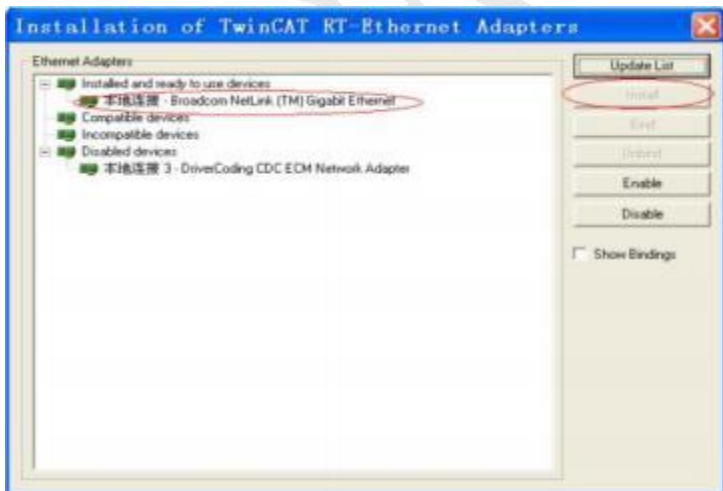 Installation of TwinCAT RT-Ethernet Adapters
Ethernet Adapters
Installed and ready to use devices
本地连接 - Broadcom NetLink (TM) Gigabit Ethernet
Compatible devices
Incompatible devices
Disabled devices
本地连接 3 - DriverCoding CDC ECM Network Adapter
Update List
Install
Bind
Unbind
Enable
Disable
Show Bindings